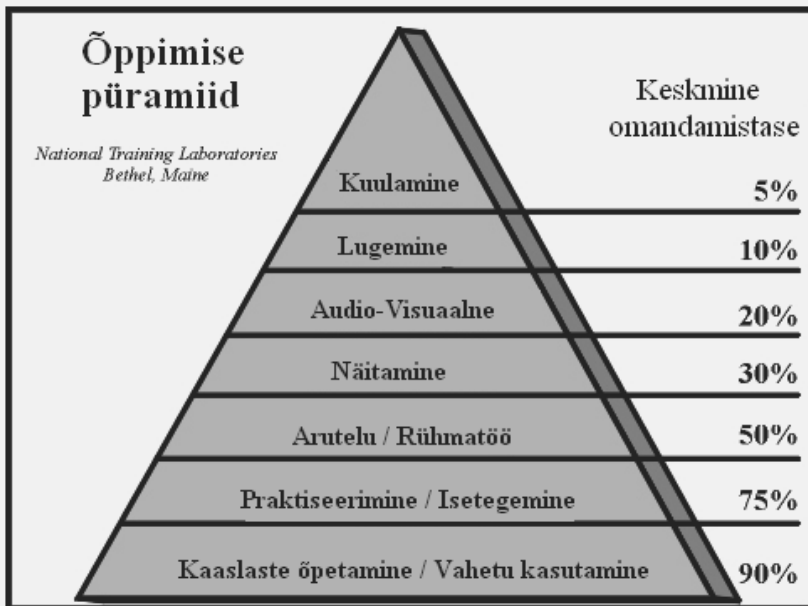 Õppimise
püramiid
National Training Laboratories
Bethel, Maine
Keskmine
omandamistase
Kuulamine 5%
Lugemine 10%
Audio-Visuaalne 20%
Näitamine 30%
Arutelu / Rühmatöö 50%
Praktiseerimine / Isetegemine 75%
Kaaslaste õpetamine / Vahetu kasutamine 90%